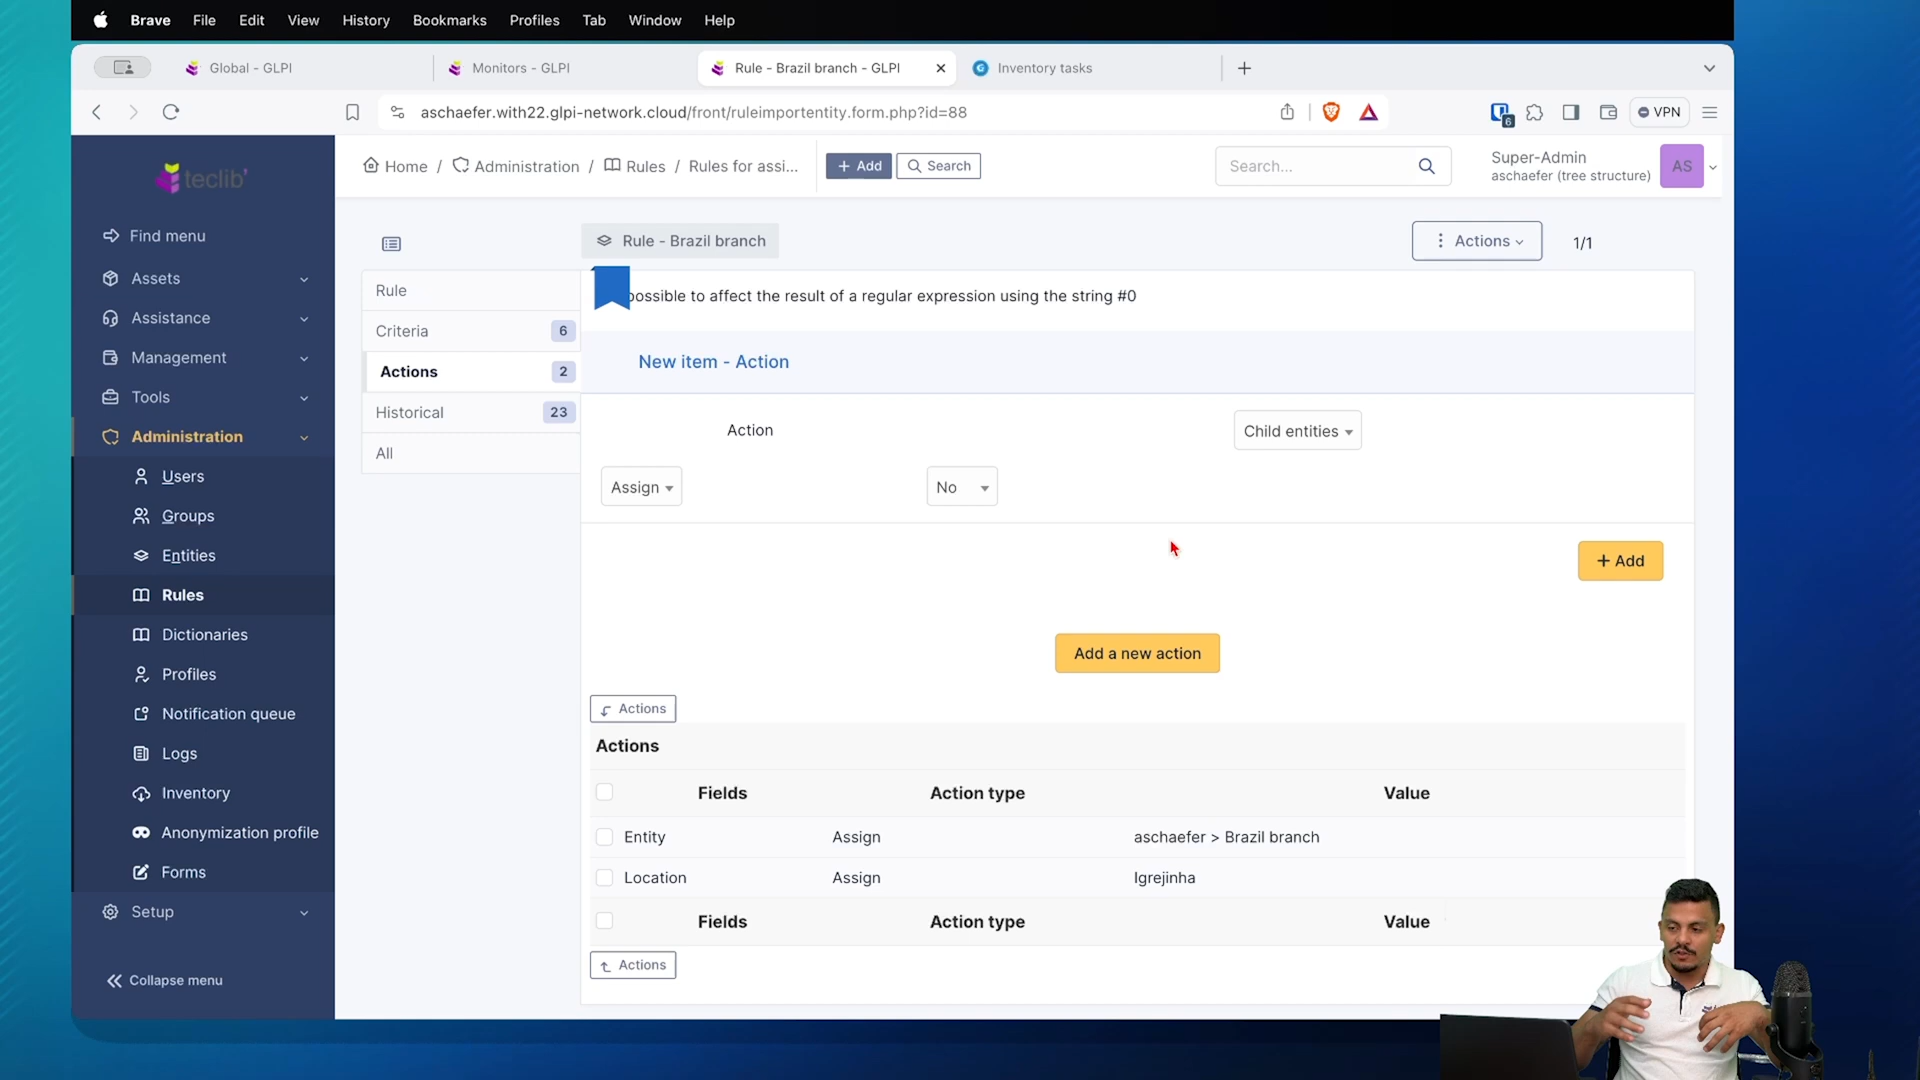 Brave File Edit View History Bookmarks Profiles Tab Window Help
Global - GLPI
Monitors - GLPI
Rule - Brazil branch - GLPI
Inventory tasks
aschaefer.with22.glpi-network.cloud/front/ruleimportentity.form.php?id=88
6
VPN
teclib'
Home / Administration / Rules / Rules for assi...
+ Add
Search
Search...
Super-Admin
aschaefer (tree structure)
AS
Find menu
Assets
Assistance
Management
Tools
Administration
Users
Groups
Entities
Rules
Dictionaries
Profiles
Notification queue
Logs
Inventory
Anonymization profile
Forms
Setup
Collapse menu
Rule
Criteria 6
Actions 2
Historical 23
All
Rule - Brazil branch
Actions
1/1
possible to affect the result of a regular expression using the string #0
New item - Action
Action
Child entities
Assign
No
+ Add
Add a new action
Actions
Actions
Fields Action type Value
Entity Assign aschaefer > Brazil branch
Location Assign Igrejinha
Fields Action type Value
Actions